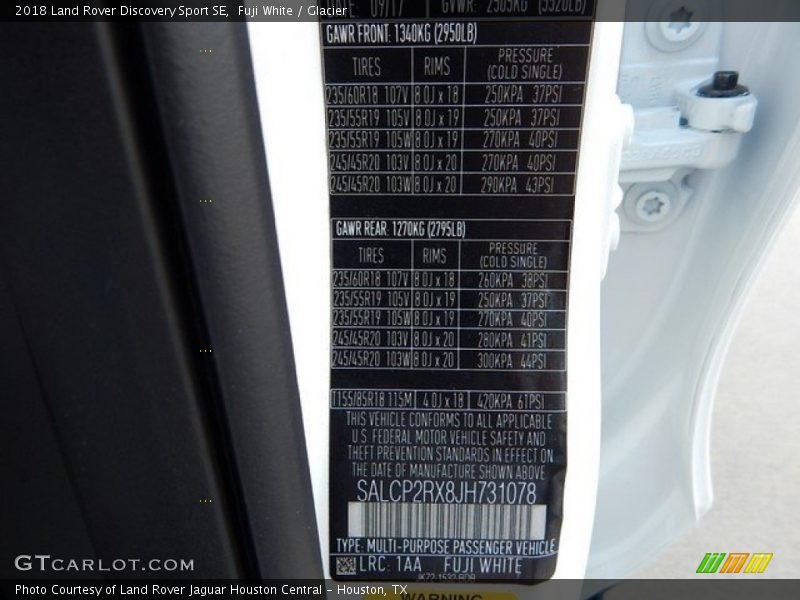 2018 Land Rover Discovery Sport SE, Fuji White / Glacier
DATE: 09/17 GVWR: 2505KG (5520LB)
GAWR FRONT: 1340KG (2950LB)
TIRES RIMS PRESSURE (COLD SINGLE)
235/60R18 107V 8.0J x 18 250KPA 37PSI
235/55R19 105V 8.0J x 19 250KPA 37PSI
235/55R19 105W 8.0J x 19 270KPA 40PSI
245/45R20 103V 8.0J x 20 270KPA 40PSI
245/45R20 103W 8.0J x 20 290KPA 43PSI
GAWR REAR: 1270KG (2795LB)
TIRES RIMS PRESSURE (COLD SINGLE)
235/60R18 107V 8.0J x 18 260KPA 38PSI
235/55R19 105V 8.0J x 19 250KPA 37PSI
235/55R19 105W 8.0J x 19 270KPA 40PSI
245/45R20 103V 8.0J x 20 280KPA 41PSI
245/45R20 103W 8.0J x 20 300KPA 44PSI
T155/85R18 115M 4.0J x 18 420KPA 61PSI
THIS VEHICLE CONFORMS TO ALL APPLICABLE
U.S. FEDERAL MOTOR VEHICLE SAFETY AND
THEFT PREVENTION STANDARDS IN EFFECT ON
THE DATE OF MANUFACTURE SHOWN ABOVE
SALCP2RX8JH731078
TYPE: MULTI-PURPOSE PASSENGER VEHICLE
LRC: 1AA FUJI WHITE
WARNING
GTCARLOT.COM
Photo Courtesy of Land Rover Jaguar Houston Central - Houston, TX